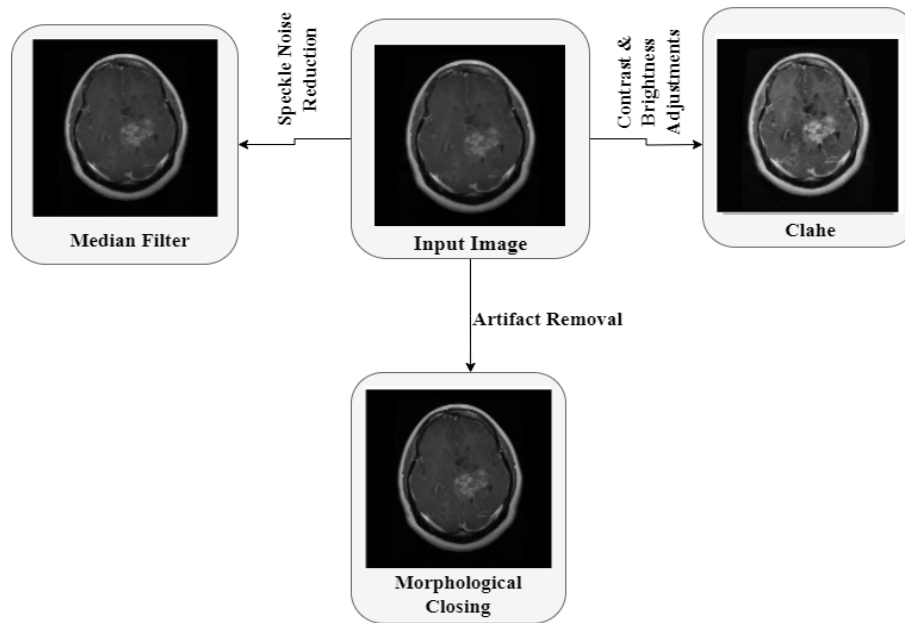 Speckle Noise
Reduction
Contrast &
Brightness
Adjustments
Median Filter
Input Image
Clahe
Artifact Removal
Morphological
Closing